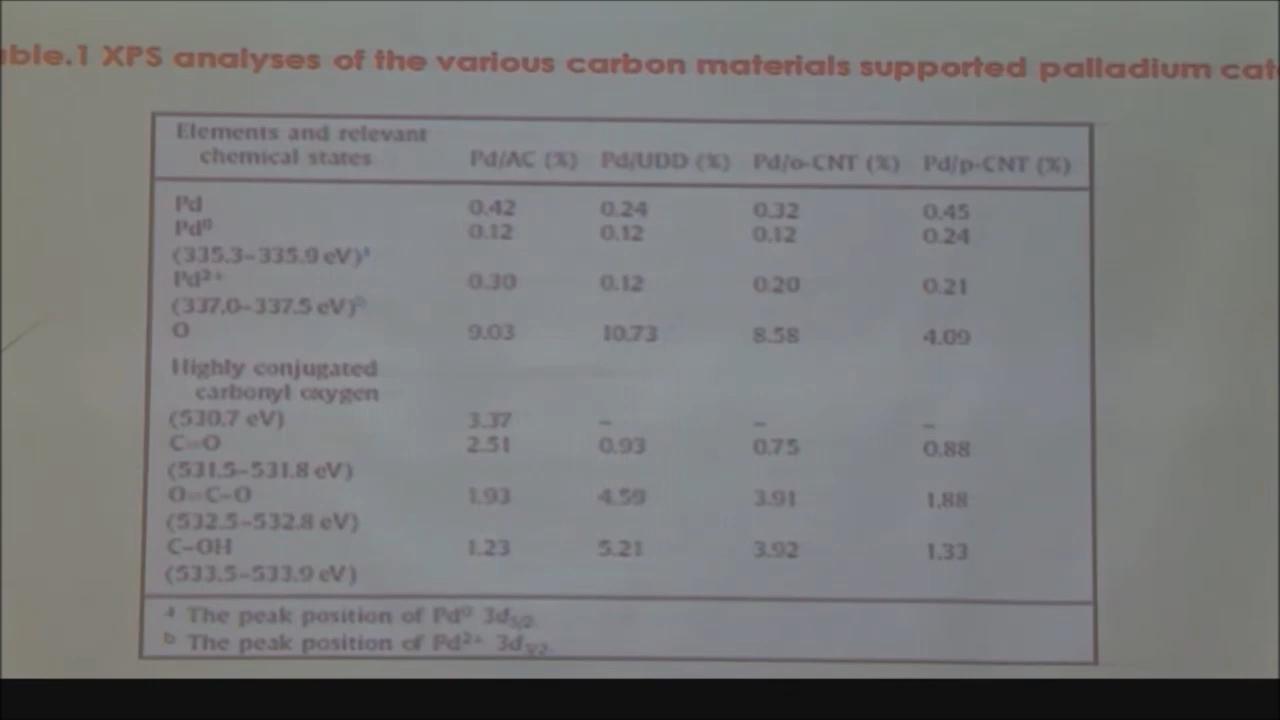 ble.1 XPS analyses of the various carbon materials supported palladium cat
Elements and relevant
chemical states Pd/AC (%) Pd/UDD (%) Pd/o-CNT (%) Pd/p-CNT (%)
Pd 0.42 0.24 0.32 0.45
Pd⁰ 0.12 0.12 0.12 0.24
(335.3–335.9 eV)ᵃ
Pd²⁺ 0.30 0.12 0.20 0.21
(337.0–337.5 eV)ᵇ
O 9.03 10.73 8.58 4.09
Highly conjugated
carbonyl oxygen
(530.7 eV) 3.37 – – –
C=O 2.51 0.93 0.75 0.88
(531.5–531.8 eV)
O=C–O 1.93 4.59 3.91 1.88
(532.5–532.8 eV)
C–OH 1.23 5.21 3.92 1.33
(533.5–533.9 eV)
ᵃ The peak position of Pd⁰ 3d₅/₂.
ᵇ The peak position of Pd²⁺ 3d₅/₂.